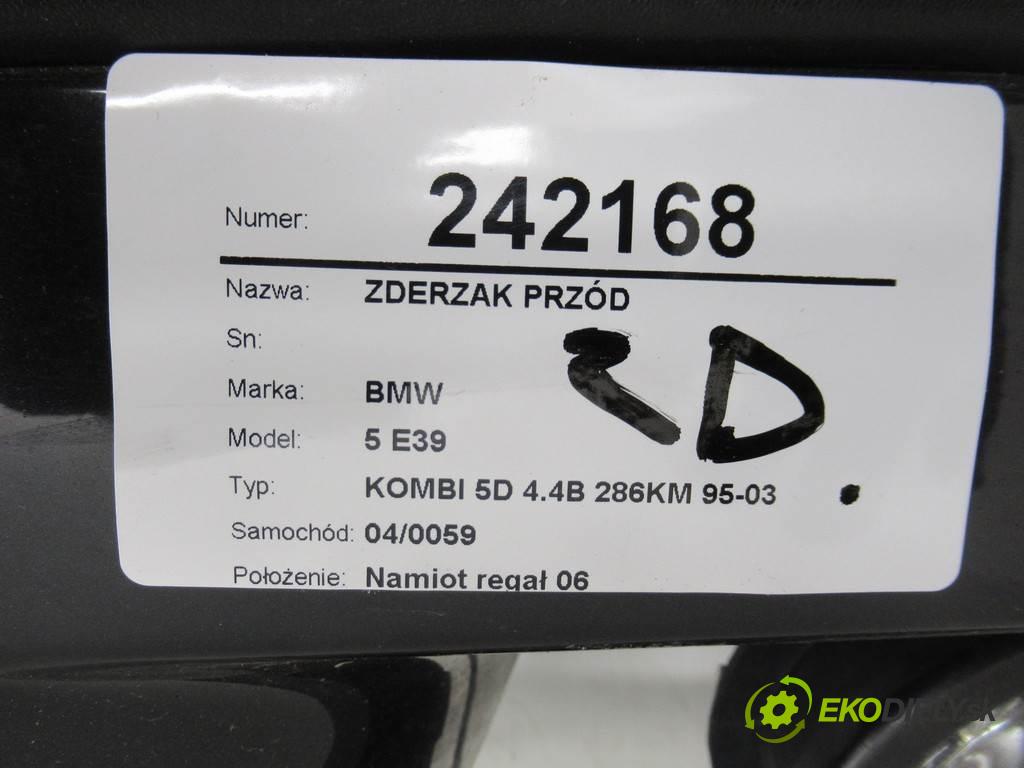 Numer: 242168
Nazwa: ZDERZAK PRZÓD
Sn:
Marka: BMW
Model: 5 E39
Typ: KOMBI 5D 4.4B 286KM 95-03
Samochód: 04/0059
Położenie: Namiot regał 06
EKODIELY.sk